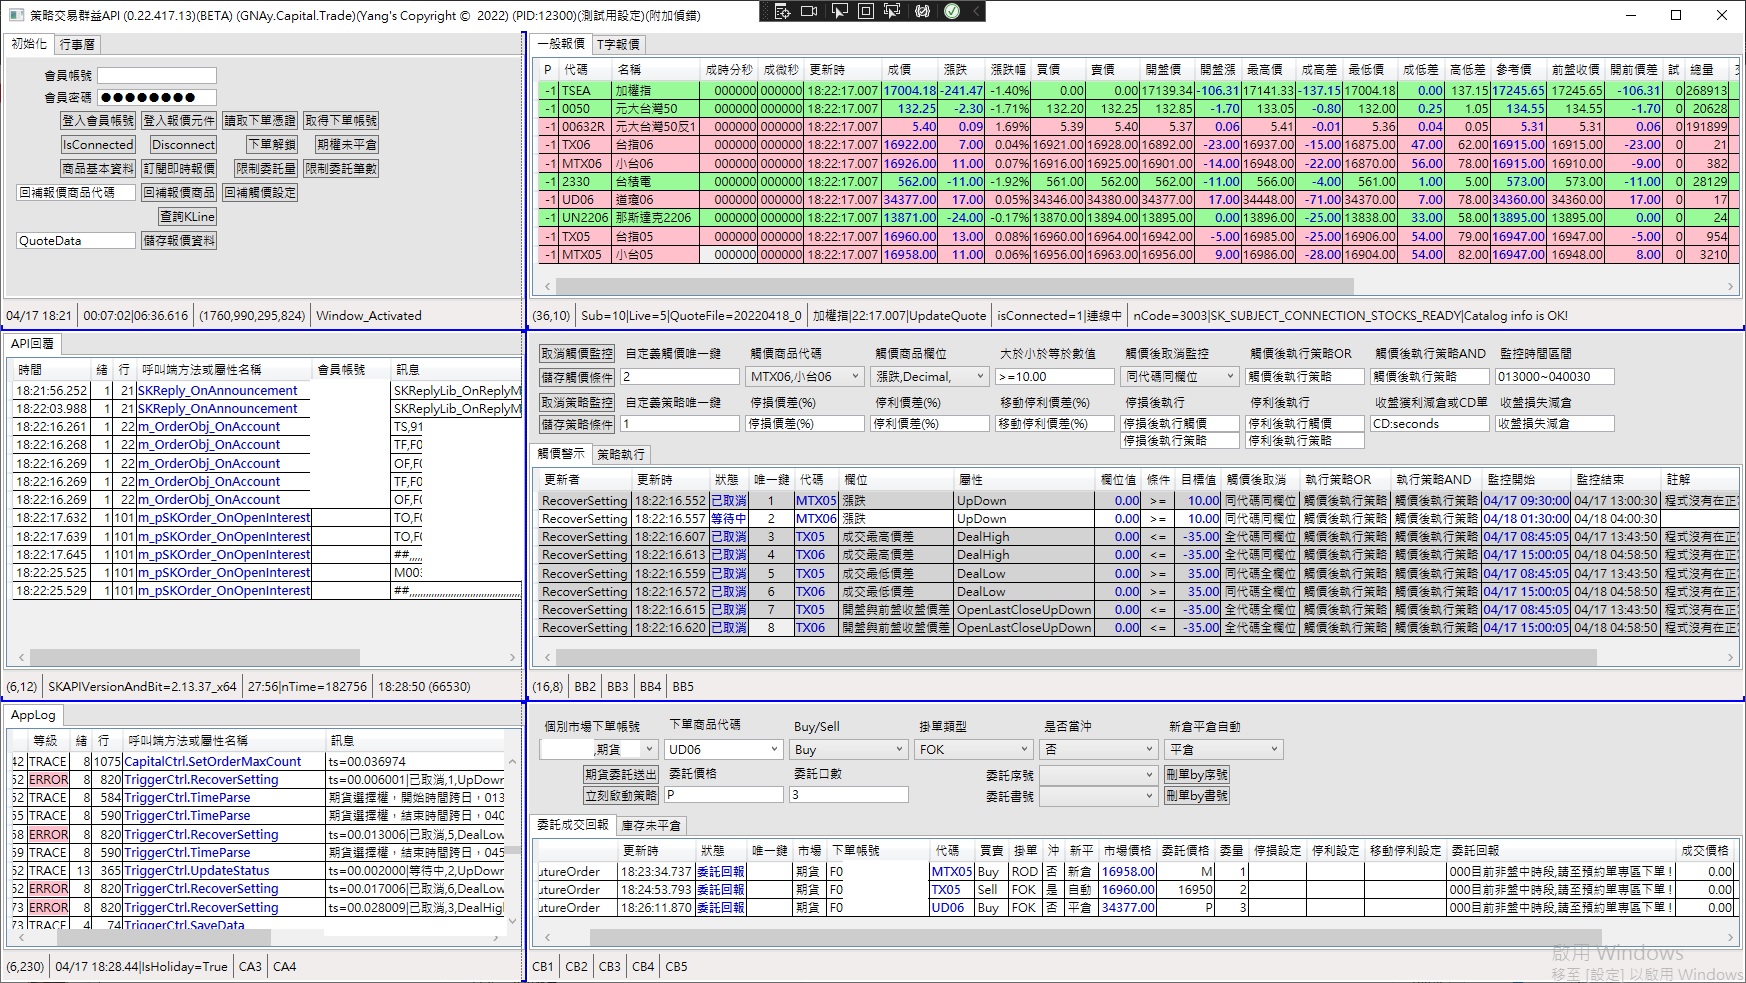 策略交易群益API (0.22.417.13)(BETA) (GNAy.Capital.Trade)(Yang's Copyright © 2022) (PID:12300)(測試用設定)(附加偵錯)
初始化 行事曆
會員帳號
會員密碼 ●●●●●●●●
登入會員帳號 登入報價元件 讀取下單憑證 取得下單帳號
IsConnected Disconnect 下單解鎖 期權未平倉
商品基本資料 訂閱即時報價 限制委託量 限制委託筆數
回補報價商品代碼 回補報價商品 回補觸價設定
查詢KLine
QuoteData 儲存報價資料
04/17 18:21 00:07:02|06:36.616 (1760,990,295,824) Window_Activated
一般報價 T字報價
P 代碼 名稱 成時分秒 成微秒 更新時 成價 漲跌 漲跌幅 買價 賣價 開盤價 開盤漲 最高價 成高差 最低價 成低差 高低差 參考價 前盤收價 開前價差 試 總量
-1 TSEA 加權指 000000 000000 18:22:17.007 17004.18 -241.47 -1.40% 0.00 0.00 17139.34 -106.31 17141.33 -137.15 17004.18 0.00 137.15 17245.65 17245.65 -106.31 0 268913
-1 0050 元大台灣50 000000 000000 18:22:17.007 132.25 -2.30 -1.71% 132.20 132.25 132.85 -1.70 133.05 -0.80 132.00 0.25 1.05 134.55 134.55 -1.70 0 20628
-1 00632R 元大台灣50反1 000000 000000 18:22:17.007 5.40 0.09 1.69% 5.39 5.40 5.37 0.06 5.41 -0.01 5.36 0.04 0.05 5.31 5.31 0.06 0 191899
-1 TX06 台指06 000000 000000 18:22:17.007 16922.00 7.00 0.04% 16921.00 16928.00 16892.00 -23.00 16937.00 -15.00 16875.00 47.00 62.00 16915.00 16915.00 -23.00 0 21
-1 MTX06 小台06 000000 000000 18:22:17.007 16926.00 11.00 0.07% 16916.00 16925.00 16901.00 -14.00 16948.00 -22.00 16870.00 56.00 78.00 16915.00 16910.00 -9.00 0 382
-1 2330 台積電 000000 000000 18:22:17.007 562.00 -11.00 -1.92% 561.00 562.00 562.00 -11.00 566.00 -4.00 561.00 1.00 5.00 573.00 573.00 -11.00 0 28129
-1 UD06 道瓊06 000000 000000 18:22:17.007 34377.00 17.00 0.05% 34346.00 34380.00 34377.00 17.00 34448.00 -71.00 34370.00 7.00 78.00 34360.00 34360.00 17.00 0 17
-1 UN2206 那斯達克2206 000000 000000 18:22:17.007 13871.00 -24.00 -0.17% 13870.00 13894.00 13895.00 0.00 13896.00 -25.00 13838.00 33.00 58.00 13895.00 13895.00 0.00 0 24
-1 TX05 台指05 000000 000000 18:22:17.007 16960.00 13.00 0.08% 16960.00 16964.00 16942.00 -5.00 16985.00 -25.00 16906.00 54.00 79.00 16947.00 16947.00 -5.00 0 954
-1 MTX05 小台05 000000 000000 18:22:17.007 16958.00 11.00 0.06% 16956.00 16963.00 16956.00 9.00 16986.00 -28.00 16904.00 54.00 82.00 16947.00 16948.00 8.00 0 3210
(36,10) Sub=10|Live=5|QuoteFile=20220418_0 加權指|22:17.007|UpdateQuote isConnected=1|連線中 nCode=3003|SK_SUBJECT_CONNECTION_STOCKS_READY|Catalog info is OK!
API回覆
時間 緒 行 呼叫端方法或屬性名稱 會員帳號 訊息
18:21:56.252 1 21 SKReply_OnAnnouncement SKReplyLib_OnReplyM
18:22:03.988 1 21 SKReply_OnAnnouncement SKReplyLib_OnReplyM
18:22:16.261 1 22 m_OrderObj_OnAccount TS,91
18:22:16.268 1 22 m_OrderObj_OnAccount TF,F0
18:22:16.269 1 22 m_OrderObj_OnAccount OF,F0
18:22:16.269 1 22 m_OrderObj_OnAccount TF,F0
18:22:16.269 1 22 m_OrderObj_OnAccount OF,F0
18:22:17.632 1 101 m_pSKOrder_OnOpenInterest TO,F0
18:22:17.639 1 101 m_pSKOrder_OnOpenInterest TO,F0
18:22:17.645 1 101 m_pSKOrder_OnOpenInterest ##,,,,,
18:22:25.525 1 101 m_pSKOrder_OnOpenInterest M003
18:22:25.529 1 101 m_pSKOrder_OnOpenInterest
(6,12) SKAPIVersionAndBit=2.13.37_x64 27:56|nTime=182756 18:28:50 (66530)
取消觸價監控 自定義觸價唯一鍵 觸價商品代碼 觸價商品欄位 大於小於等於數值 觸價後取消監控 觸價後執行策略OR 觸價後執行策略AND 監控時間區間
儲存觸價條件 2 MTX06,小台06 漲跌,Decimal, >=10.00 同代碼同欄位 觸價後執行策略 觸價後執行策略 013000~040030
取消策略監控 自定義策略唯一鍵 停損價差(%) 停利價差(%) 移動停利價差(%) 停損後執行 停利後執行 收盤獲利減倉或CD單 收盤損失減倉
儲存策略條件 1 停損價差(%) 停利價差(%) 移動停利價差(%) 停損後執行觸價 停利後執行觸價 CD:seconds 收盤損失減倉
停損後執行策略 停利後執行策略
觸價警示 策略執行
更新者 更新時 狀態 唯一鍵 代碼 欄位 屬性 欄位值 條件 目標值 觸價後取消 執行策略OR 執行策略AND 監控開始 監控結束 註解
RecoverSetting 18:22:16.552 已取消 1 MTX05 漲跌 UpDown 0.00 >= 10.00 同代碼同欄位 觸價後執行策略 觸價後執行策略 04/17 09:30:00 04/17 13:00:30 程式沒有在正
RecoverSetting 18:22:16.557 等待中 2 MTX06 漲跌 UpDown 0.00 >= 10.00 同代碼同欄位 觸價後執行策略 觸價後執行策略 04/18 01:30:00 04/18 04:00:30
RecoverSetting 18:22:16.607 已取消 3 TX05 成交最高價差 DealHigh 0.00 <= -35.00 全代碼同欄位 觸價後執行策略 觸價後執行策略 04/17 08:45:05 04/17 13:43:50 程式沒有在正
RecoverSetting 18:22:16.613 已取消 4 TX06 成交最高價差 DealHigh 0.00 <= -35.00 全代碼同欄位 觸價後執行策略 觸價後執行策略 04/17 15:00:05 04/18 04:58:50 程式沒有在正
RecoverSetting 18:22:16.559 已取消 5 TX05 成交最低價差 DealLow 0.00 >= 35.00 同代碼全欄位 觸價後執行策略 觸價後執行策略 04/17 08:45:05 04/17 13:43:50 程式沒有在正
RecoverSetting 18:22:16.572 已取消 6 TX06 成交最低價差 DealLow 0.00 >= 35.00 同代碼全欄位 觸價後執行策略 觸價後執行策略 04/17 15:00:05 04/18 04:58:50 程式沒有在正
RecoverSetting 18:22:16.615 已取消 7 TX05 開盤與前盤收盤價差 OpenLastCloseUpDown 0.00 <= -35.00 全代碼全欄位 觸價後執行策略 觸價後執行策略 04/17 08:45:05 04/17 13:43:50 程式沒有在正
RecoverSetting 18:22:16.620 已取消 8 TX06 開盤與前盤收盤價差 OpenLastCloseUpDown 0.00 <= -35.00 全代碼全欄位 觸價後執行策略 觸價後執行策略 04/17 15:00:05 04/18 04:58:50 程式沒有在正
(16,8) BB2 BB3 BB4 BB5
AppLog
等級 緒 行 呼叫端方法或屬性名稱 訊息
42 TRACE 8 1075 CapitalCtrl.SetOrderMaxCount ts=00.036974
52 ERROR 8 820 TriggerCtrl.RecoverSetting ts=00.006001|已取消,1,UpDown
52 TRACE 8 584 TriggerCtrl.TimeParse 期貨選擇權，開始時間跨日，013
55 TRACE 8 590 TriggerCtrl.TimeParse 期貨選擇權，結束時間跨日，040
58 ERROR 8 820 TriggerCtrl.RecoverSetting ts=00.013006|已取消,5,DealLow
59 TRACE 8 590 TriggerCtrl.TimeParse 期貨選擇權，結束時間跨日，045
52 TRACE 13 365 TriggerCtrl.UpdateStatus ts=00.002000|等待中,2,UpDown
52 ERROR 8 820 TriggerCtrl.RecoverSetting ts=00.017006|已取消,6,DealLow
73 ERROR 8 820 TriggerCtrl.RecoverSetting ts=00.028009|已取消,3,DealHigh
73 TRACE 4 74 TriggerCtrl.SaveData
(6,230) 04/17 18:28.44|IsHoliday=True CA3 CA4
個別市場下單帳號 下單商品代碼 Buy/Sell 掛單類型 是否當沖 新倉平倉自動
,期貨 UD06 Buy FOK 否 平倉
期貨委託送出 委託價格 委託口數 委託序號 刪單by序號
立刻啟動策略 P 3 委託書號 刪單by書號
委託成交回報 庫存未平倉
更新時 狀態 唯一鍵 市場 下單帳號 代碼 買賣 掛單 沖 新平 市場價格 委託價格 委量 停損設定 停利設定 移動停利設定 委託回報 成交價格
utureOrder 18:23:34.737 委託回報 期貨 F0 MTX05 Buy ROD 否 新倉 16958.00 M 1 000目前非盤中時段,請至預約單專區下單! 0.00
utureOrder 18:24:53.793 委託回報 期貨 F0 TX05 Sell FOK 是 自動 16960.00 16950 2 000目前非盤中時段,請至預約單專區下單! 0.00
utureOrder 18:26:11.870 委託回報 期貨 F0 UD06 Buy FOK 否 平倉 34377.00 P 3 000目前非盤中時段,請至預約單專區下單! 0.00
CB1 CB2 CB3 CB4 CB5
啟用 Windows
移至 [設定] 以啟用 Windows